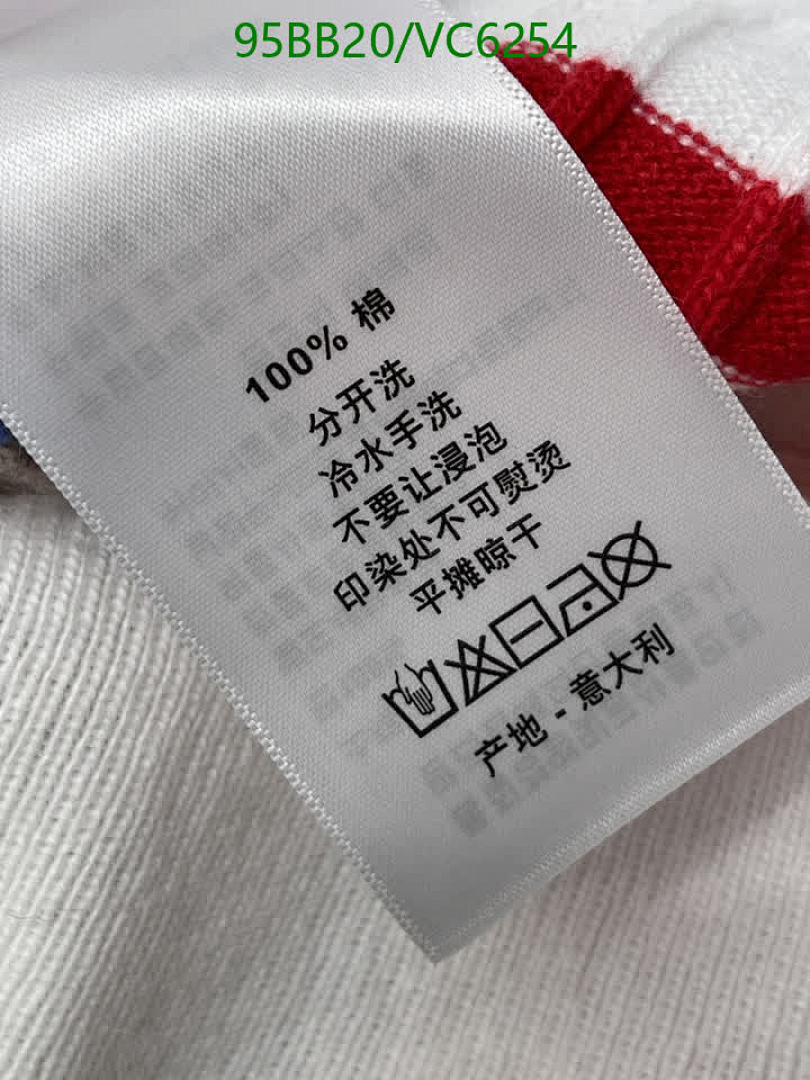 95BB20/VC6254
100% 棉
分开洗
冷水手洗
不要让浸泡
印染处不可熨烫
平摊晾干
产地 - 意大利